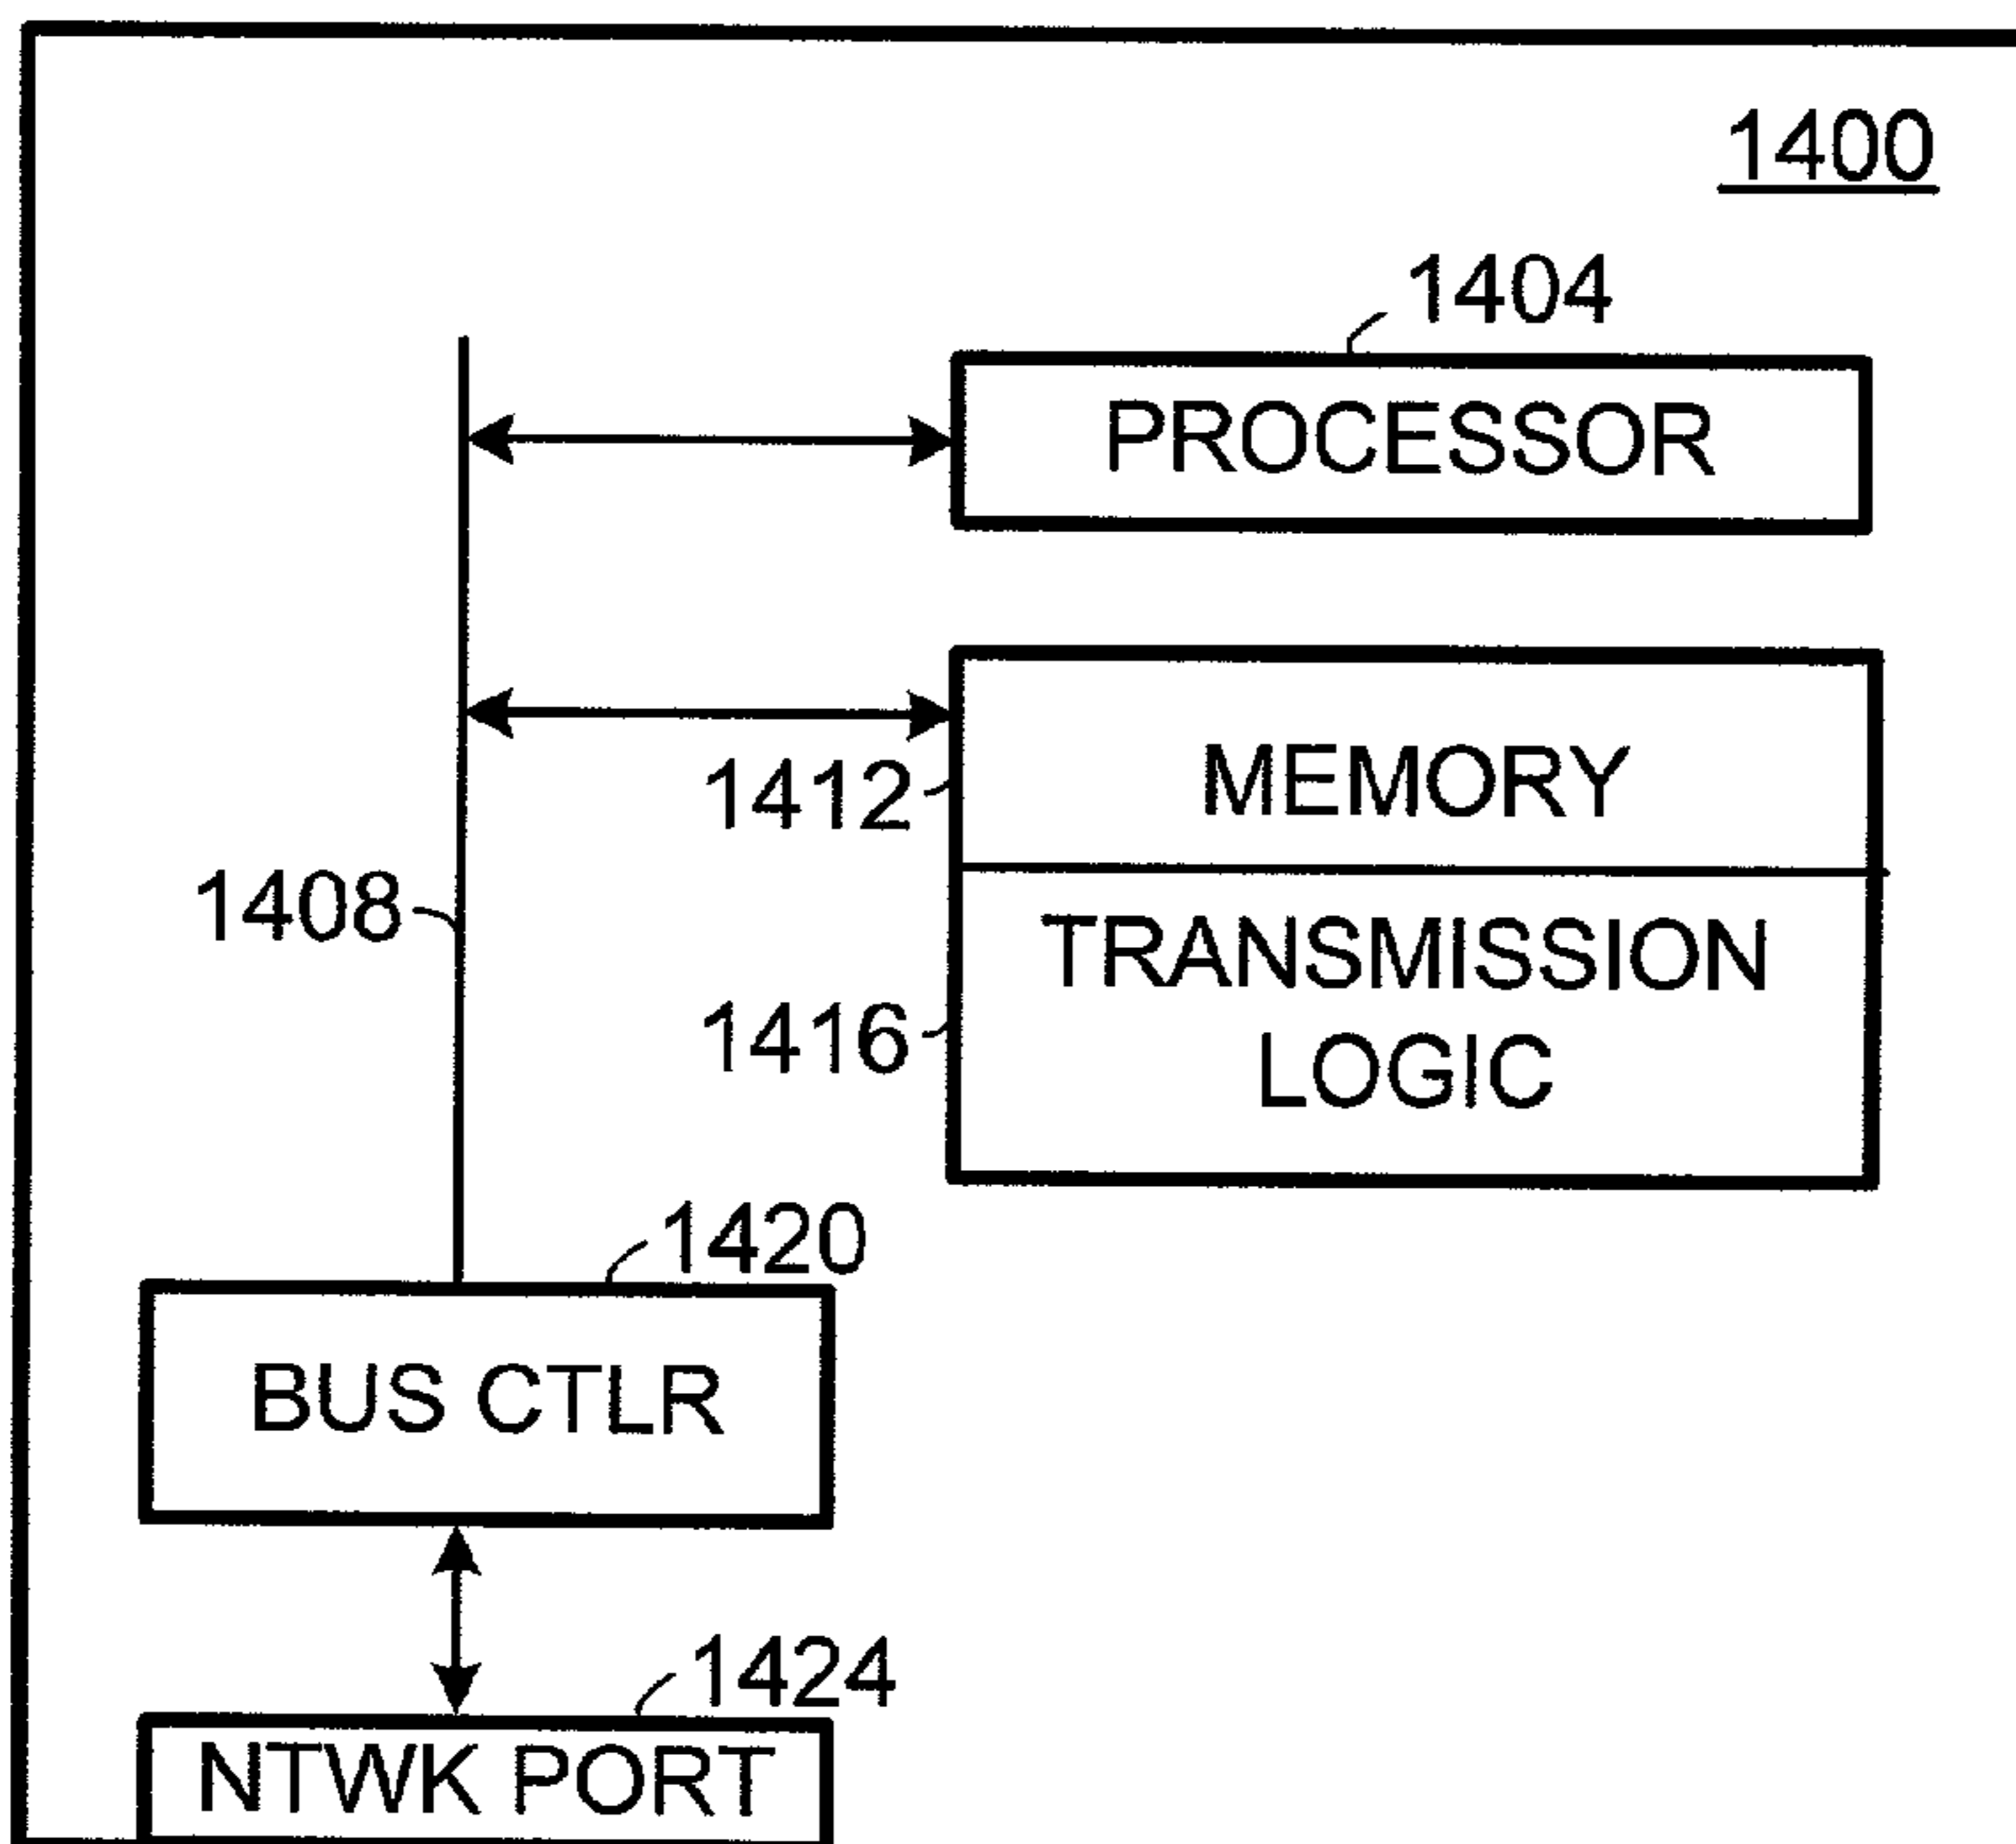 1400
1404
PROCESSOR
1412
MEMORY
1408
TRANSMISSION
1416
LOGIC
1420
BUS CTLR
1424
NTWK PORT